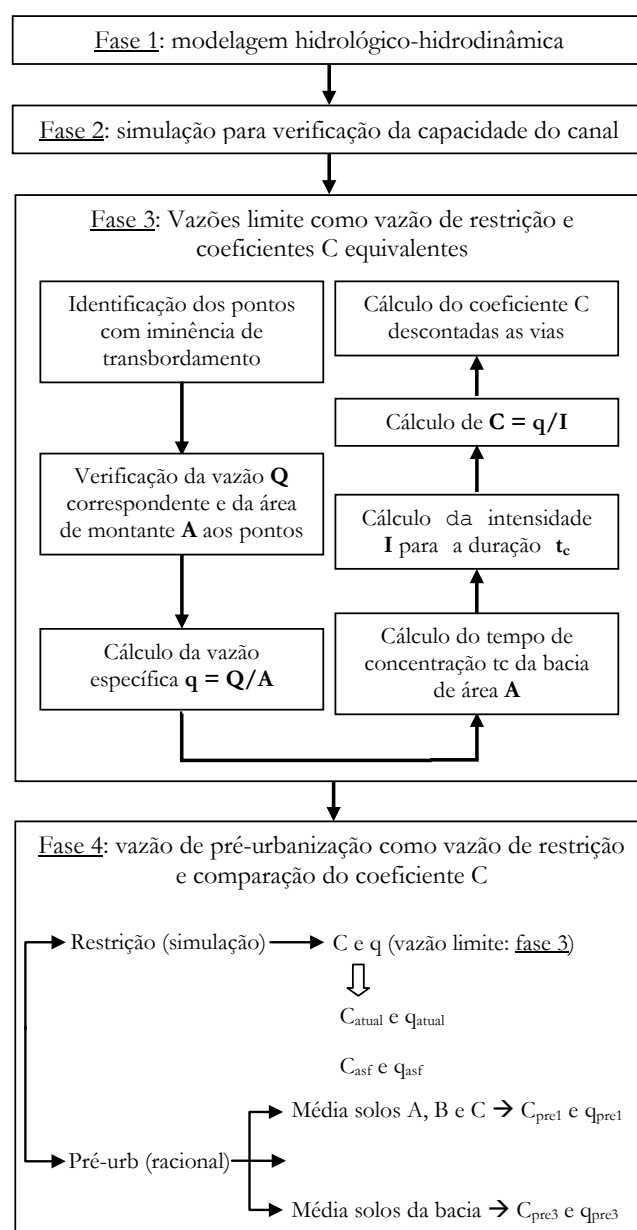 Fase 1: modelagem hidrológico-hidrodinâmica
Fase 2: simulação para verificação da capacidade do canal
Fase 3: Vazões limite como vazão de restrição e
coeficientes C equivalentes
Identificação dos pontos
com iminência de
transbordamento
Verificação da vazão Q
correspondente e da área
de montante A aos pontos
Cálculo da vazão
específica q = Q/A
Cálculo do tempo de
concentração tc da bacia
de área A
Cálculo da intensidade
I para a duração tc
Cálculo de C = q/I
Cálculo do coeficiente C
descontadas as vias
Fase 4: vazão de pré-urbanização como vazão de restrição
e comparação do coeficiente C
Restrição (simulação) → C e q (vazão limite: fase 3)
Catual e qatual
Casf e qasf
Média solos A, B e C → Cpre1 e qpre1
Pré-urb (racional)
Média solos da bacia → Cpre3 e qpre3